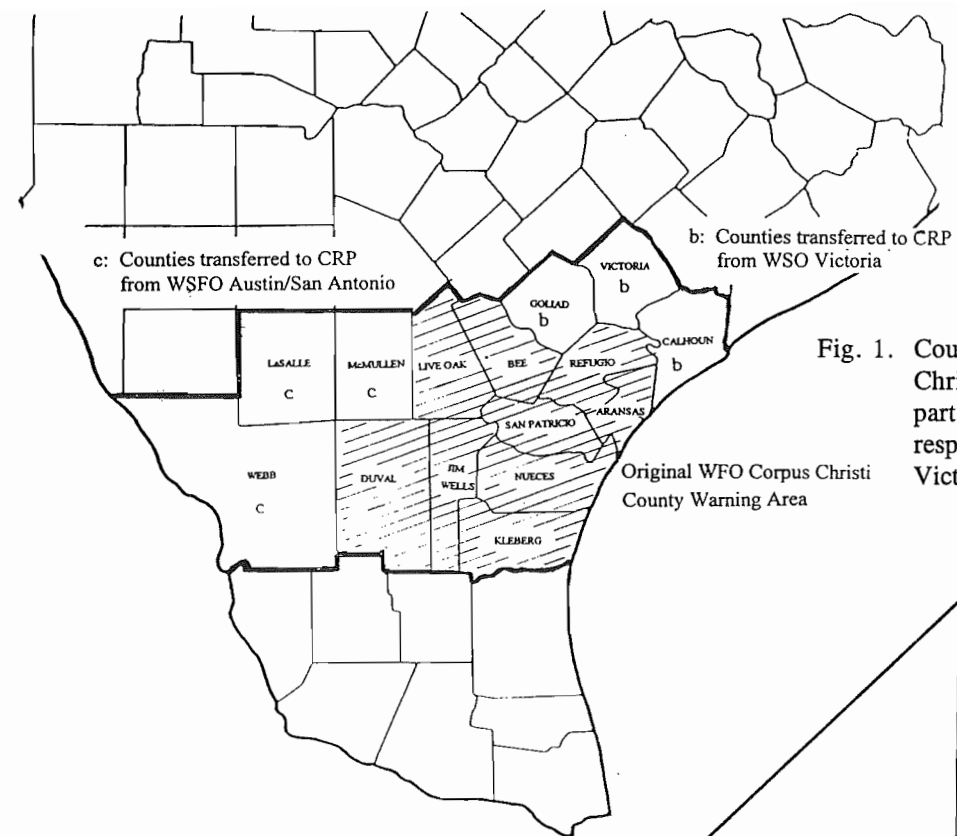 c: Counties transferred to CRP
from WSFO Austin/San Antonio
b: Counties transferred to CRP
from WSO Victoria
VICTORIA
b
GOLIAD
b
CALHOUN
b
LaSALLE
C
McMULLEN
C
LIVE OAK
BEE
REFUGIO
ARANSAS
SAN PATRICIO
WEBB
C
DUVAL
JIM
WELLS
NUECES
KLEBERG
Original WFO Corpus Christi
County Warning Area
Fig. 1. Cou
Chri
part
resp
Vict